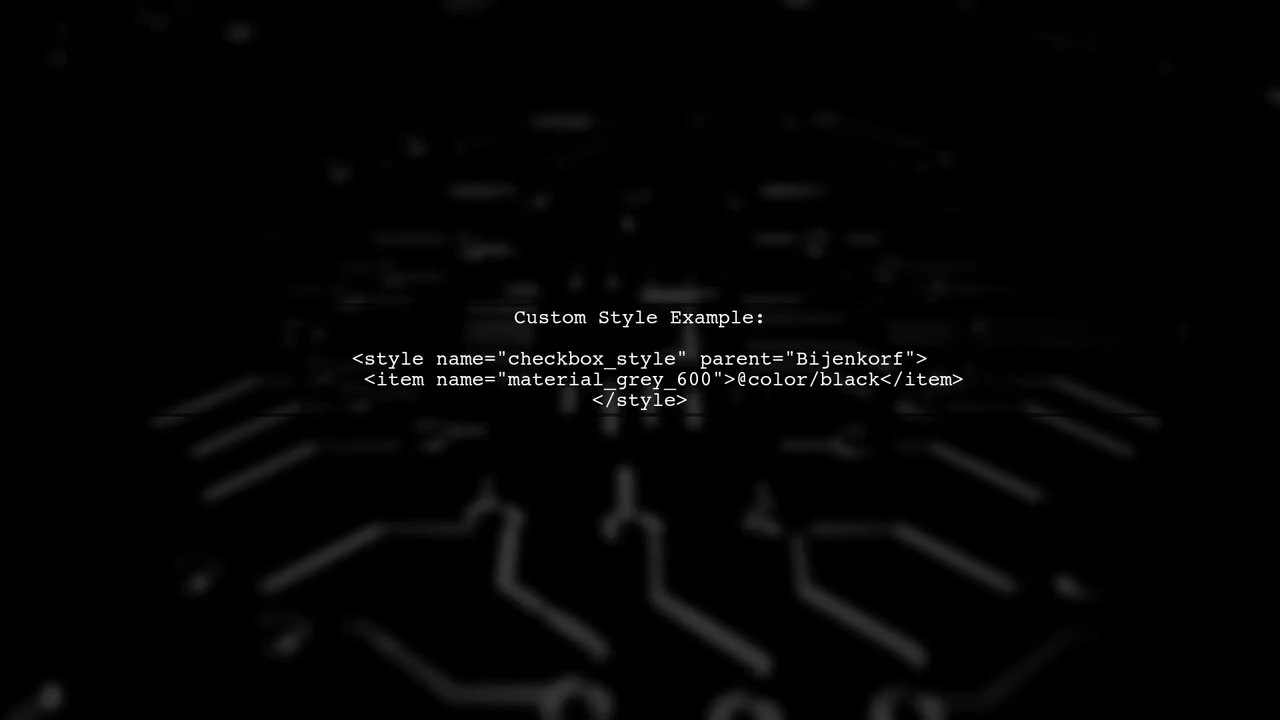 Custom Style Example:
<style name="checkbox_style" parent="Bijenkorf">
<item name="material_grey_600">@color/black</item>
</style>